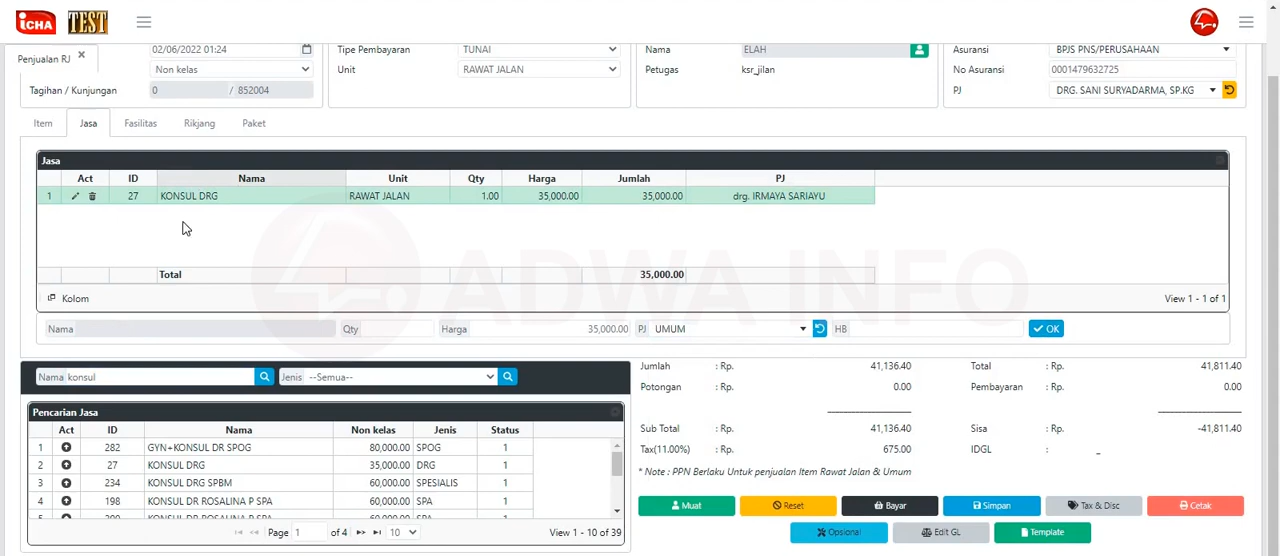 iCHA TEST
Penjualan RJ
02/06/2022 01:24 Tipe Pembayaran TUNAI Nama ELAH Asuransi BPJS PNS/PERUSAHAAN
Non kelas Unit RAWAT JALAN Petugas ksr_jilan No Asuransi 0001479632725
Tagihan / Kunjungan 0 / 852004 PJ DRG. SANI SURYADARMA, SP.KG
Item Jasa Fasilitas Rikjang Paket
Jasa
Act ID Nama Unit Qty Harga Jumlah PJ
1 27 KONSUL DRG RAWAT JALAN 1.00 35,000.00 35,000.00 drg. IRMAYA SARIAYU
ADWA INFO
Total 35,000.00
Kolom View 1 - 1 of 1
Nama Qty Harga 35,000.00 PJ UMUM HB OK
Nama konsul Jenis --Semua--
Pencarian Jasa
Act ID Nama Non kelas Jenis Status
1 282 GYN+KONSUL DR SPOG 80,000.00 SPOG 1
2 27 KONSUL DRG 35,000.00 DRG 1
3 234 KONSUL DRG SPBM 60,000.00 SPESIALIS 1
4 198 KONSUL DR ROSALINA P SPA 60,000.00 SPA 1
Page 1 of 4 10 View 1 - 10 of 39
Jumlah : Rp. 41,136.40 Total : Rp. 41,811.40
Potongan : Rp. 0.00 Pembayaran : Rp. 0.00
Sub Total : Rp. 41,136.40 Sisa : Rp. -41,811.40
Tax(11.00%) : Rp. 675.00 IDGL : _
* Note : PPN Berlaku Untuk penjualan Item Rawat Jalan & Umum
Muat Reset Bayar Simpan Tax & Disc Cetak
Opsional Edit GL Template